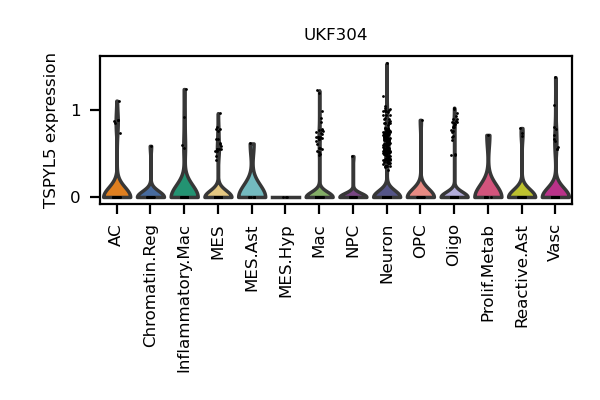 UKF304
TSPYL5 expression
1
0
AC
Chromatin.Reg
Inflammatory.Mac
MES
MES.Ast
MES.Hyp
Mac
NPC
Neuron
OPC
Oligo
Prolif.Metab
Reactive.Ast
Vasc